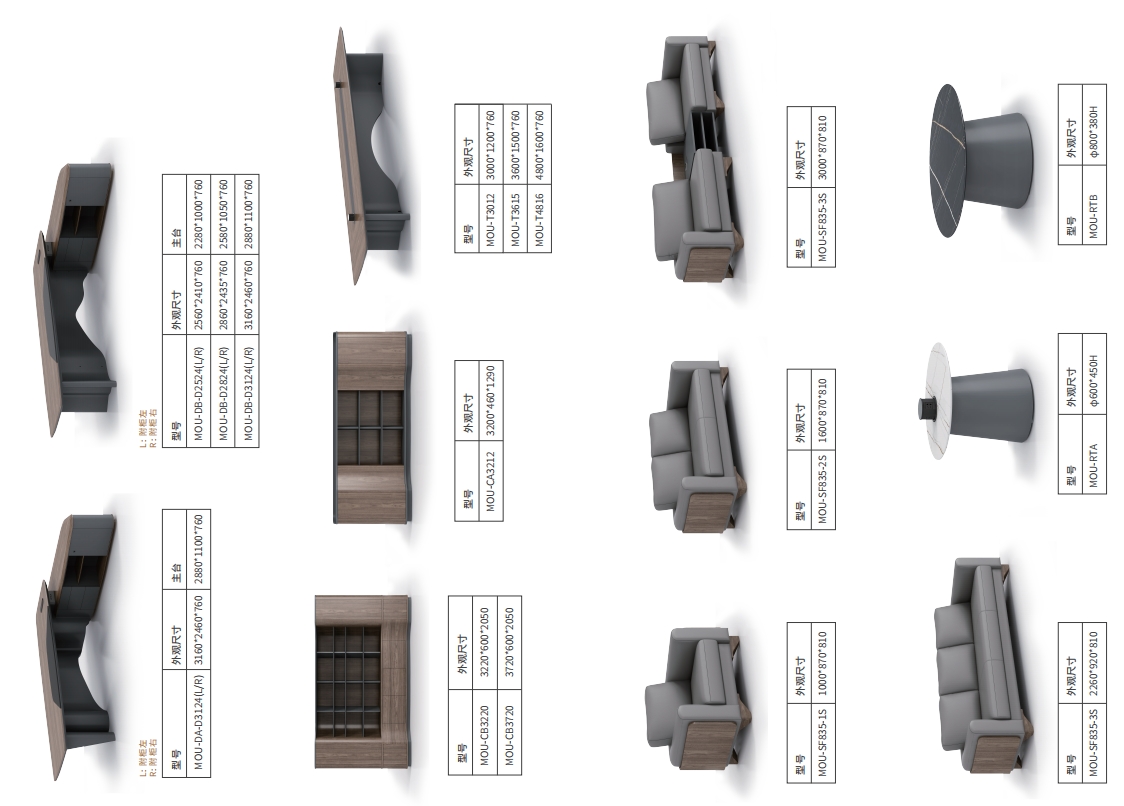 L: 附柜左
R: 附柜右
型号 外观尺寸 主台
MOU-DA-D3124(L/R) 3160*2460*760 2880*1100*760
L: 附柜左
R: 附柜右
型号 外观尺寸 主台
MOU-DB-D2524(L/R) 2560*2410*760 2280*1000*760
MOU-DB-D2824(L/R) 2860*2435*760 2580*1050*760
MOU-DB-D3124(L/R) 3160*2460*760 2880*1100*760
型号 外观尺寸
MOU-CB3220 3220*600*2050
MOU-CB3720 3720*600*2050
型号 外观尺寸
MOU-CA3212 3200*460*1290
型号 外观尺寸
MOU-T3012 3000*1200*760
MOU-T3615 3600*1500*760
MOU-T4816 4800*1600*760
型号 外观尺寸
MOU-SF835-1S 1000*870*810
型号 外观尺寸
MOU-SF835-2S 1600*870*810
型号 外观尺寸
MOU-SF835-3S 3000*870*810
型号 外观尺寸
MOU-SF835-3S 2260*920*810
型号 外观尺寸
MOU-RTA φ600*450H
型号 外观尺寸
MOU-RTB φ800*380H